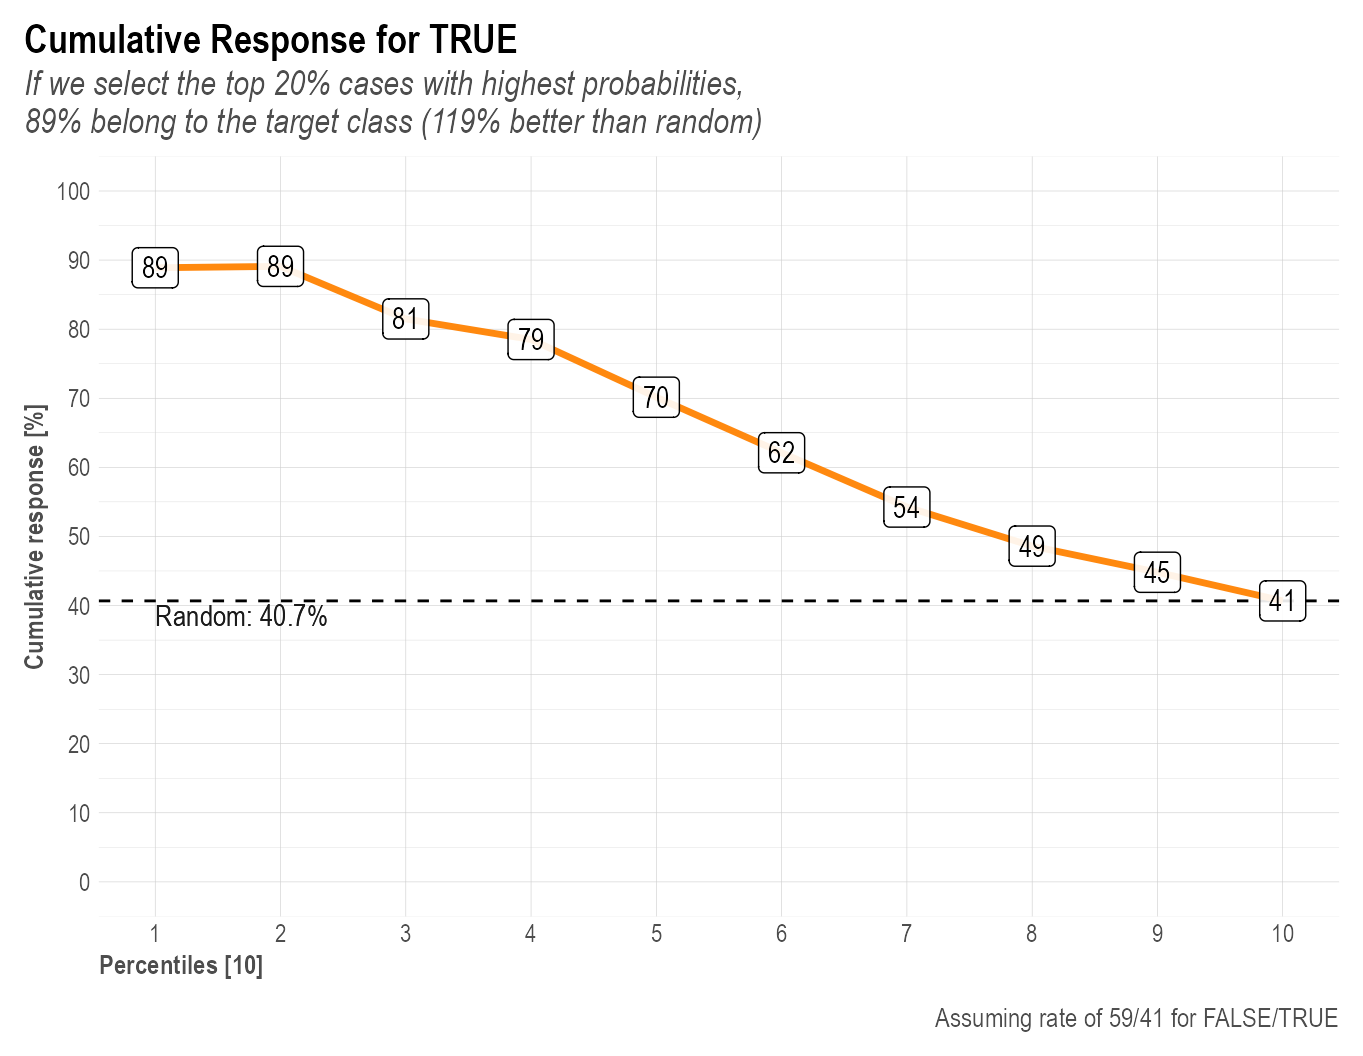 Cumulative Response for TRUE
If we select the top 20% cases with highest probabilities,
89% belong to the target class (119% better than random)
Cumulative response [%]
100
90
80
70
60
50
40
30
20
10
0
89
89
81
79
70
62
54
49
45
41
Random: 40.7%
1 2 3 4 5 6 7 8 9 10
Percentiles [10]
Assuming rate of 59/41 for FALSE/TRUE